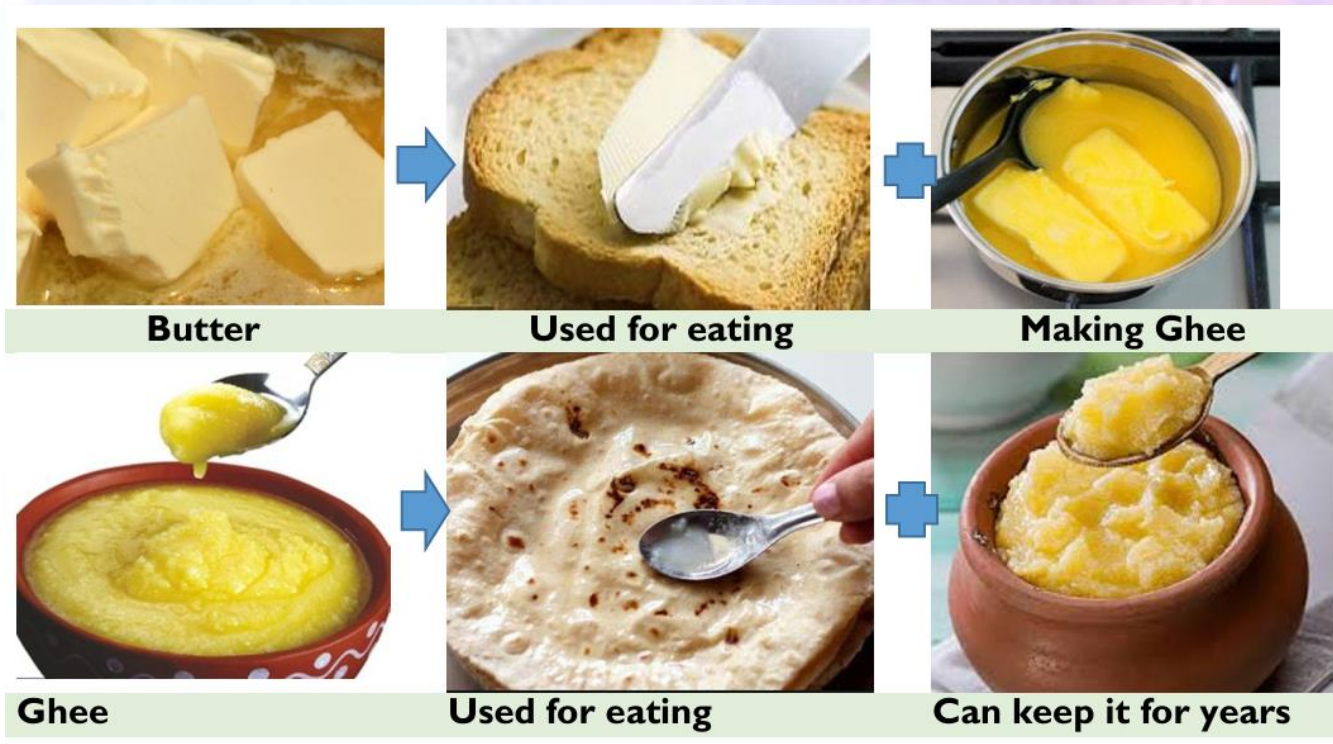 Butter
Used for eating
Making Ghee
Ghee
Used for eating
Can keep it for years